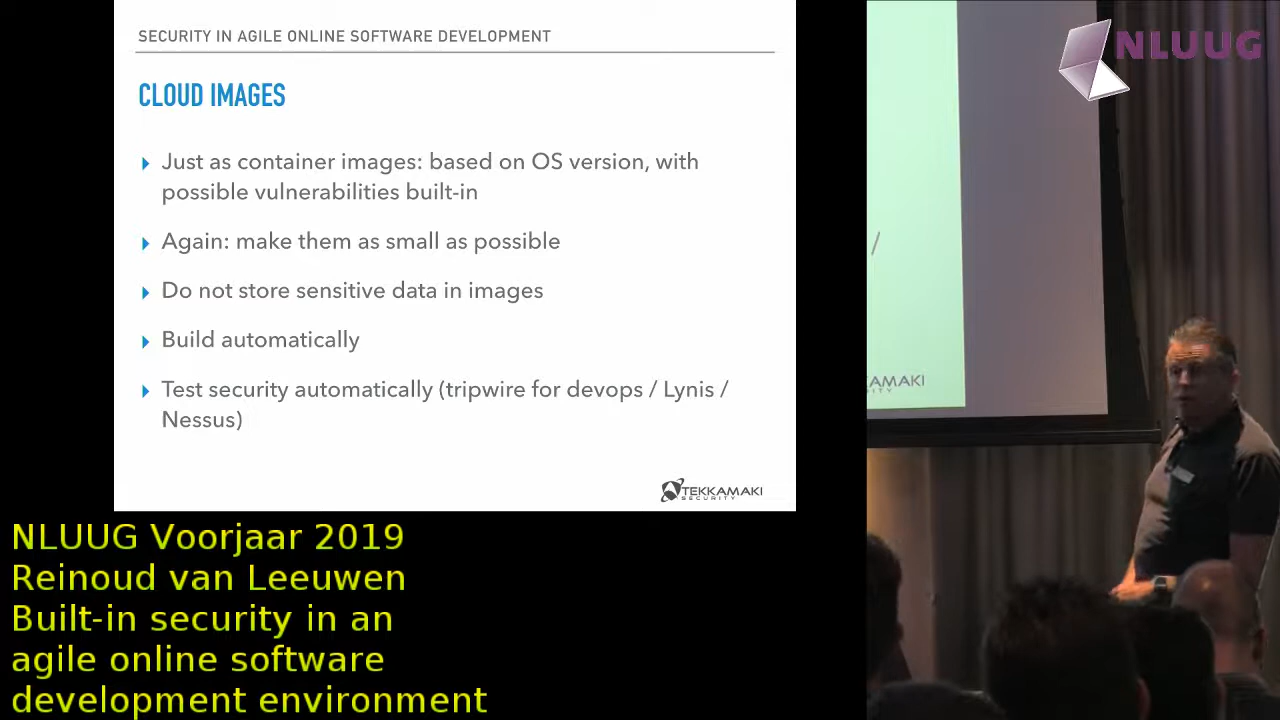 SECURITY IN AGILE ONLINE SOFTWARE DEVELOPMENT
CLOUD IMAGES
Just as container images: based on OS version, with
possible vulnerabilities built-in
Again: make them as small as possible
Do not store sensitive data in images
Build automatically
Test security automatically (tripwire for devops / Lynis /
Nessus)
TEKKAMAKI
SECURITY
NLUUG
/
AMAKI
ITY
NLUUG Voorjaar 2019
Reinoud van Leeuwen
Built-in security in an
agile online software
development environment